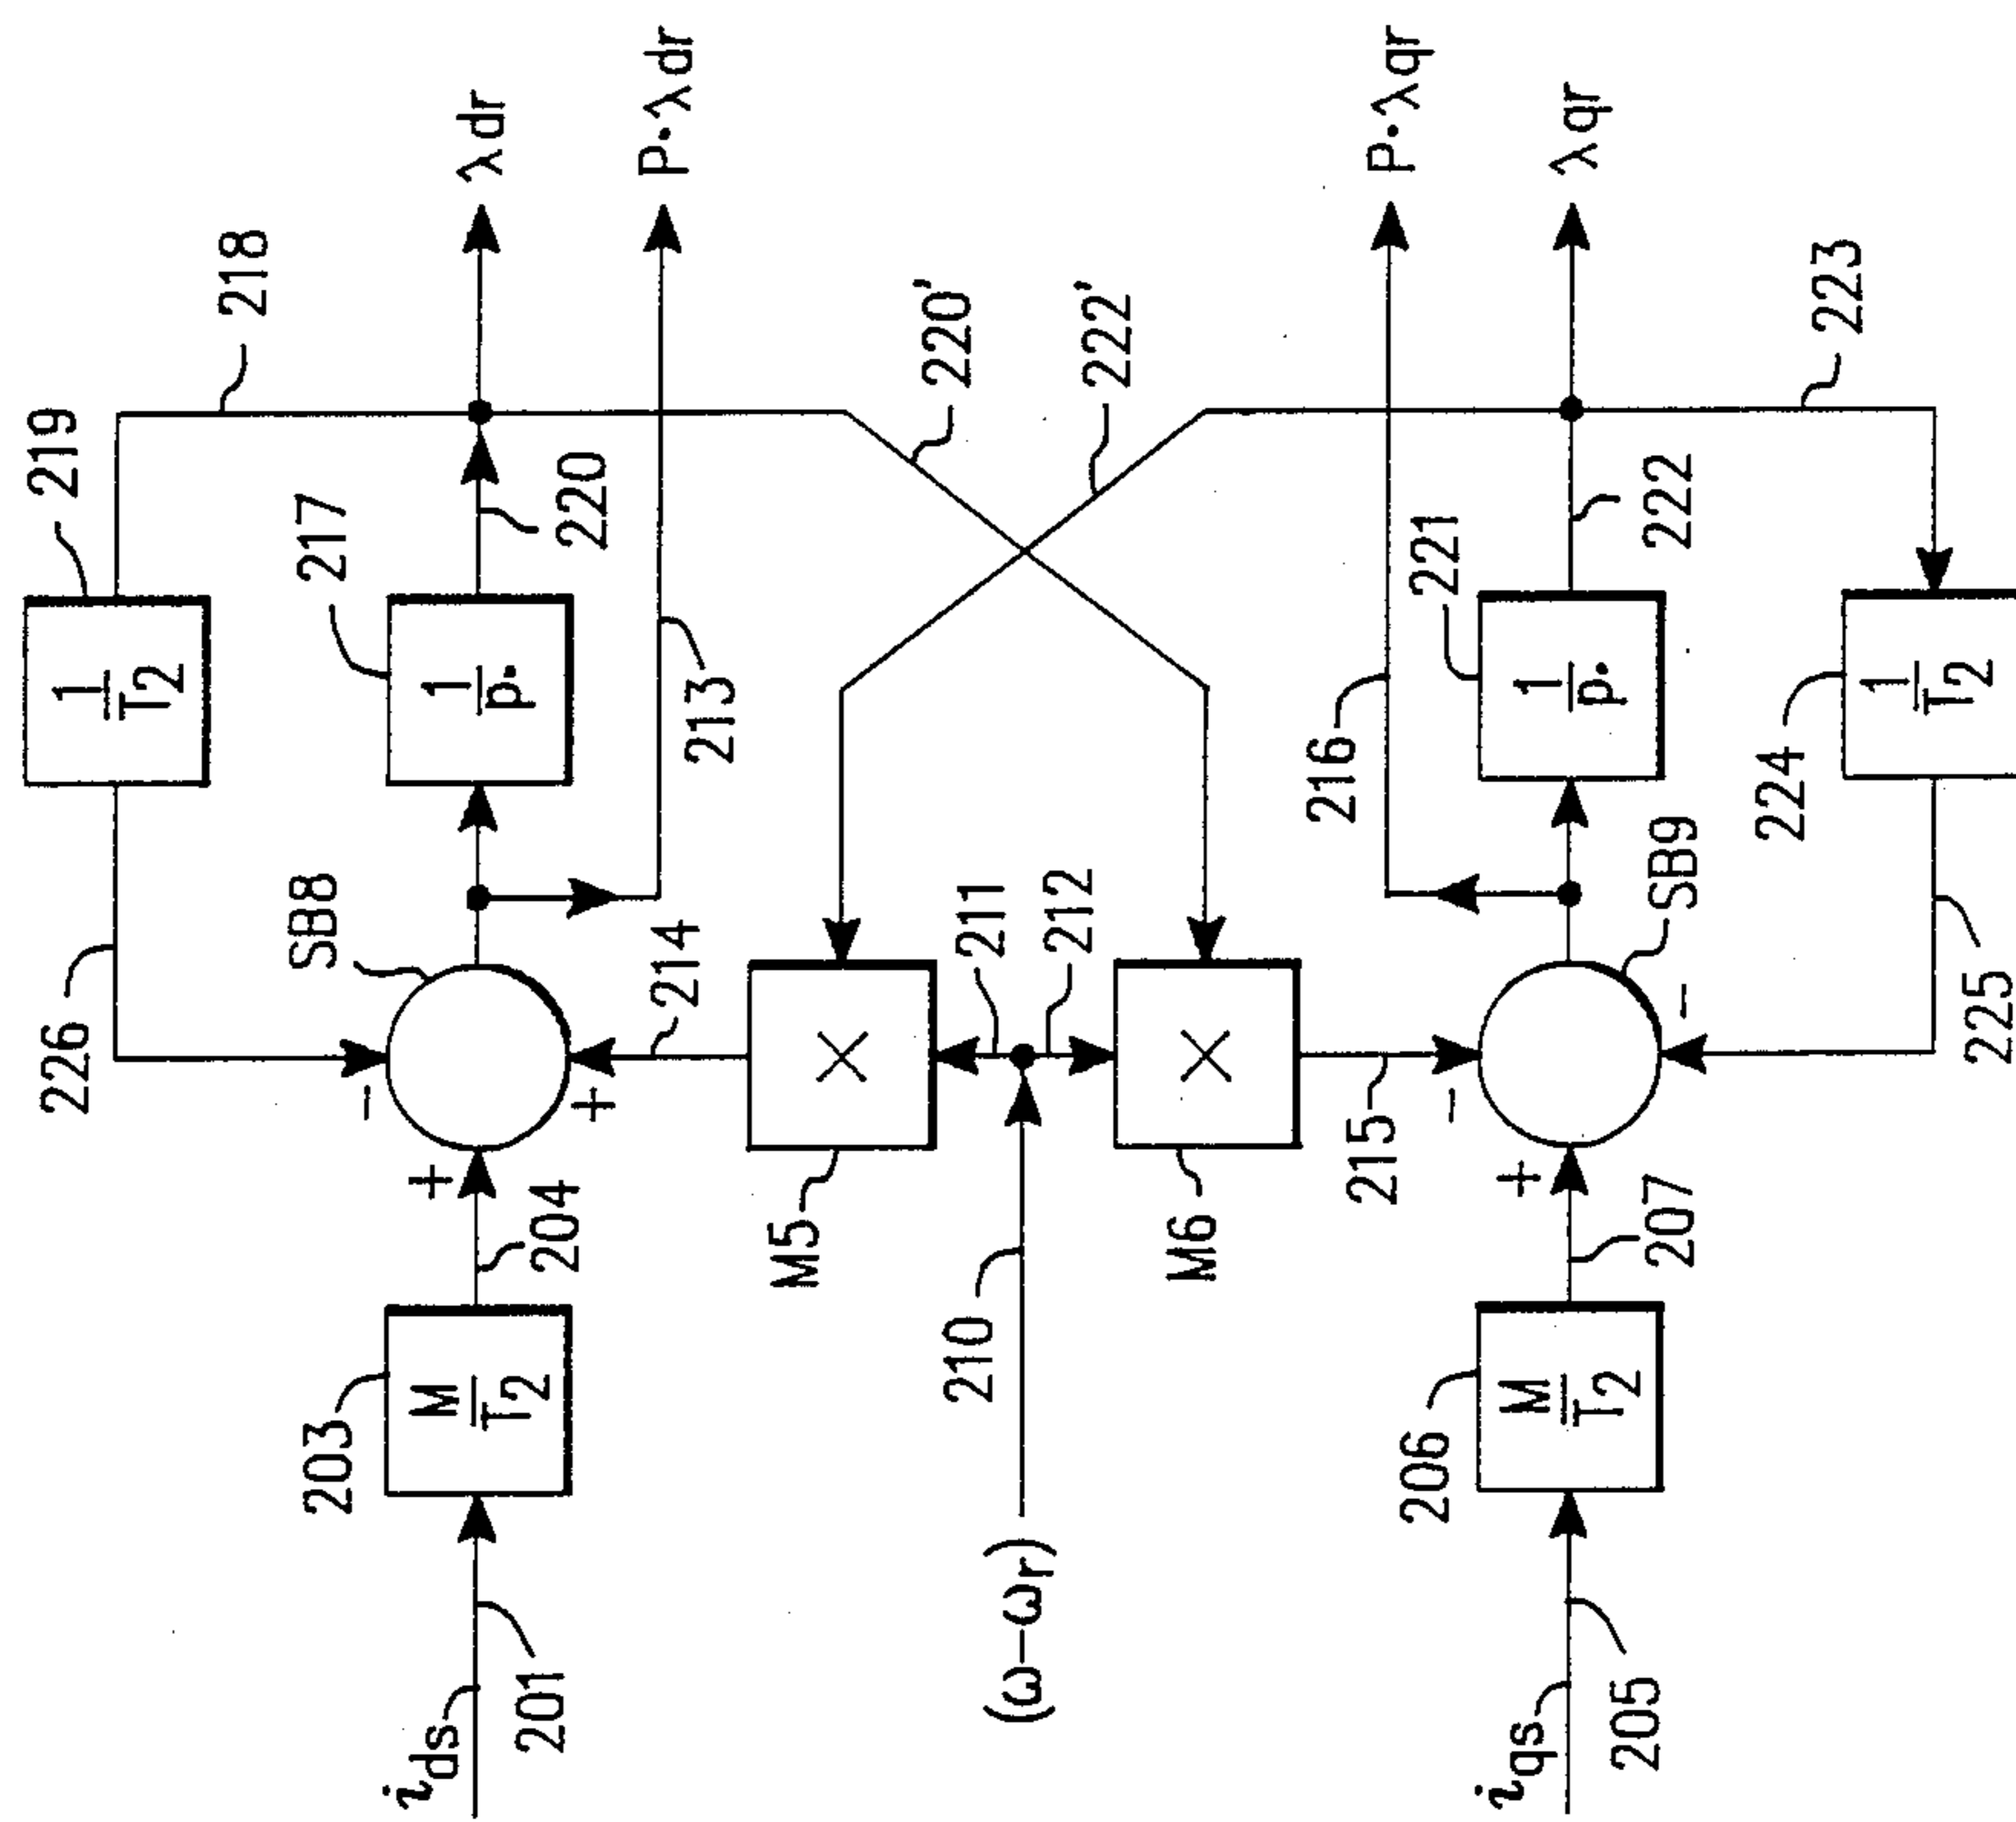 226
1
T2
219
218
SB8
217
1
p·
220
λdr
213
P·λdr
ids
201
203
M
T2
204
+
−
+
214
M5
×
211
220'
(ω−ωr)
210
212
222'
M6
×
215
−
216
P·λqr
iqs
205
206
M
T2
207
+
−
SB9
221
1
p·
222
λqr
225
224
1
T2
223